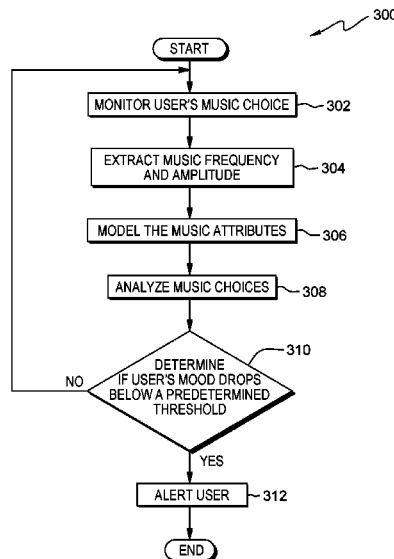 300
START
MONITOR USER'S MUSIC CHOICE
302
EXTRACT MUSIC FREQUENCY
AND AMPLITUDE
304
MODEL THE MUSIC ATTRIBUTES
306
ANALYZE MUSIC CHOICES
308
310
DETERMINE
IF USER'S MOOD DROPS
BELOW A PREDETERMINED
THRESHOLD
NO
YES
ALERT USER
312
END